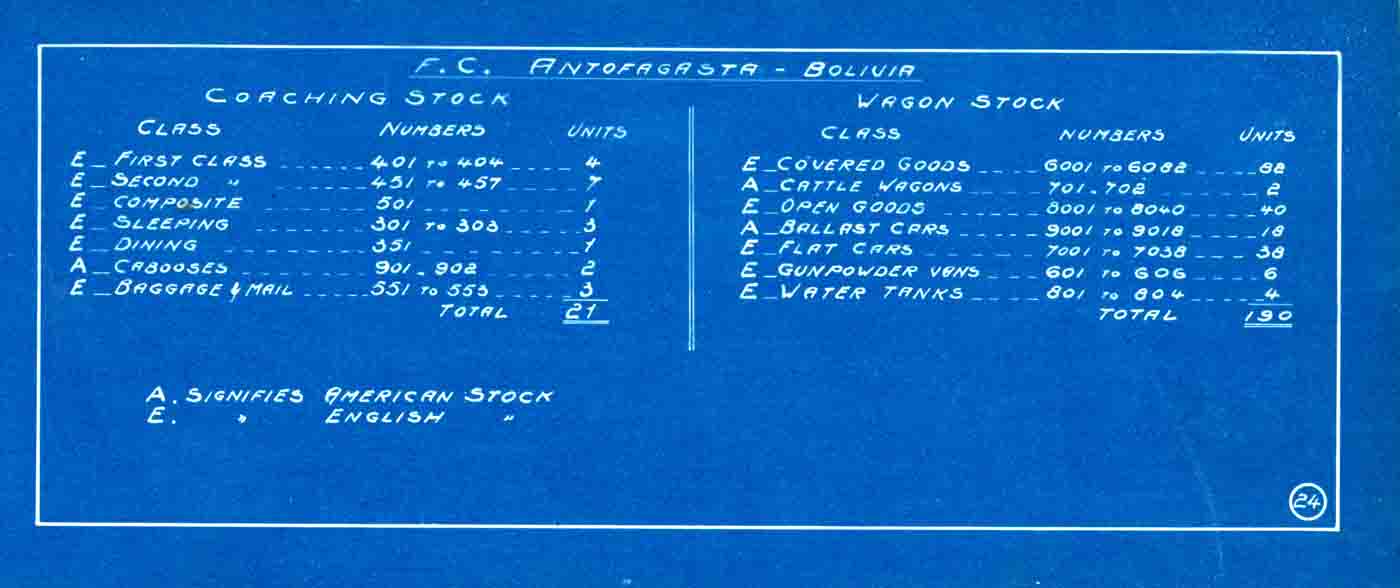 F. C. ANTOFAGASTA - BOLIVIA
COACHING STOCK
CLASS NUMBERS UNITS
E _ FIRST CLASS 401 TO 404 4
E _ SECOND " 451 TO 457 7
E _ COMPOSITE 501 1
E _ SLEEPING 301 TO 303 3
E _ DINING 351 1
A _ CABOOSES 901 - 902 2
E _ BAGGAGE & MAIL 551 TO 553 3
TOTAL 21
WAGON STOCK
CLASS NUMBERS UNITS
E _ COVERED GOODS 6001 TO 6082 82
A _ CATTLE WAGONS 701 - 702 2
E _ OPEN GOODS 8001 TO 8040 40
A _ BALLAST CARS 9001 TO 9018 18
E _ FLAT CARS 7001 TO 7038 38
E _ GUNPOWDER VANS 601 TO 606 6
E _ WATER TANKS 801 TO 804 4
TOTAL 190
A. SIGNIFIES AMERICAN STOCK
E. " ENGLISH "
24